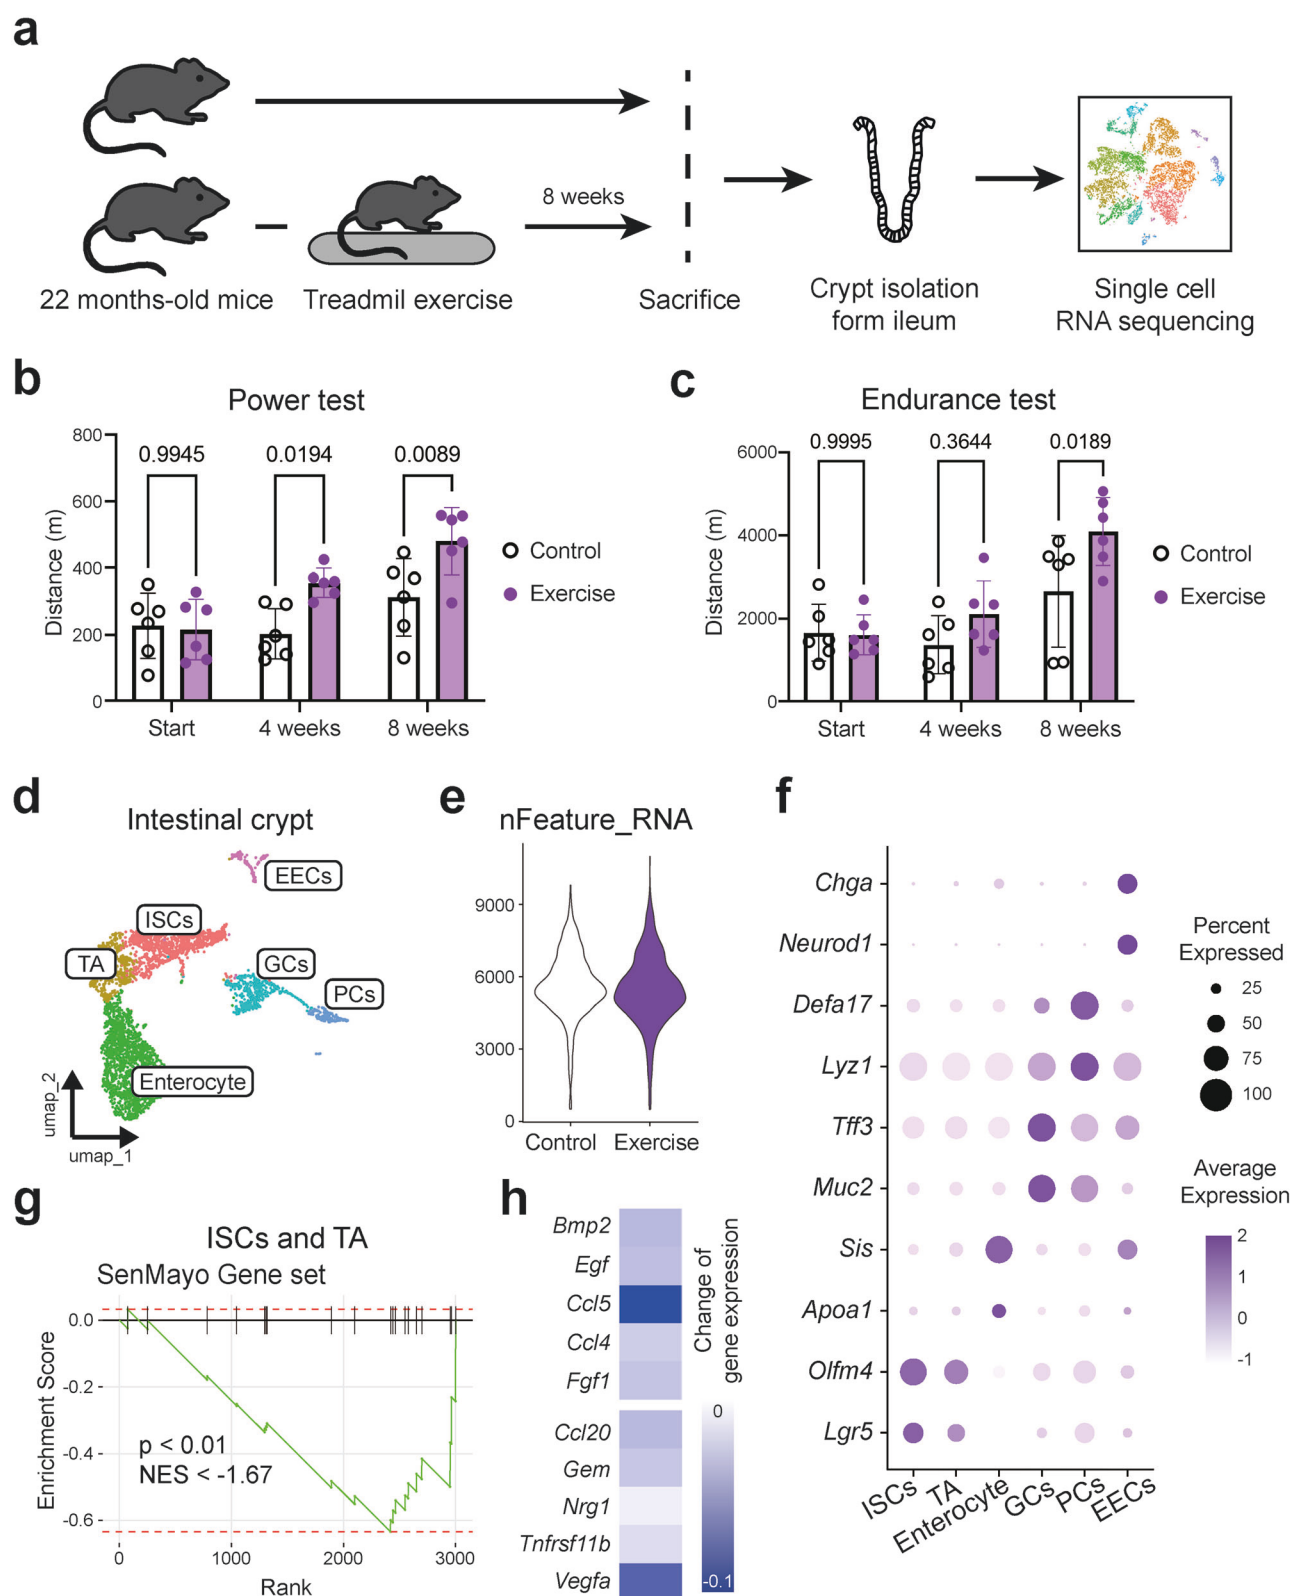 a
8 weeks
22 months-old mice
Treadmil exercise
Sacrifice
Crypt isolation
form ileum
Single cell
RNA sequencing
b
Power test
Distance (m)
800
600
400
200
0
0.9945
0.0194
0.0089
Start
4 weeks
8 weeks
Control
Exercise
c
Endurance test
Distance (m)
6000
4000
2000
0
0.9995
0.3644
0.0189
Start
4 weeks
8 weeks
Control
Exercise
d
Intestinal crypt
EECs
ISCs
TA
GCs
PCs
Enterocyte
umap_2
umap_1
e
nFeature_RNA
9000
6000
3000
0
Control
Exercise
f
Chga
Neurod1
Defa17
Lyz1
Tff3
Muc2
Sis
Apoa1
Olfm4
Lgr5
ISCs
TA
Enterocyte
GCs
PCs
EECs
Percent
Expressed
25
50
75
100
Average
Expression
2
1
0
-1
g
ISCs and TA
SenMayo Gene set
Enrichment Score
0.0
-0.2
-0.4
-0.6
p < 0.01
NES < -1.67
0
1000
2000
3000
Rank
h
Bmp2
Egf
Ccl5
Ccl4
Fgf1
Ccl20
Gem
Nrg1
Tnfrsf11b
Vegfa
Change of
gene expression
0
-0.1